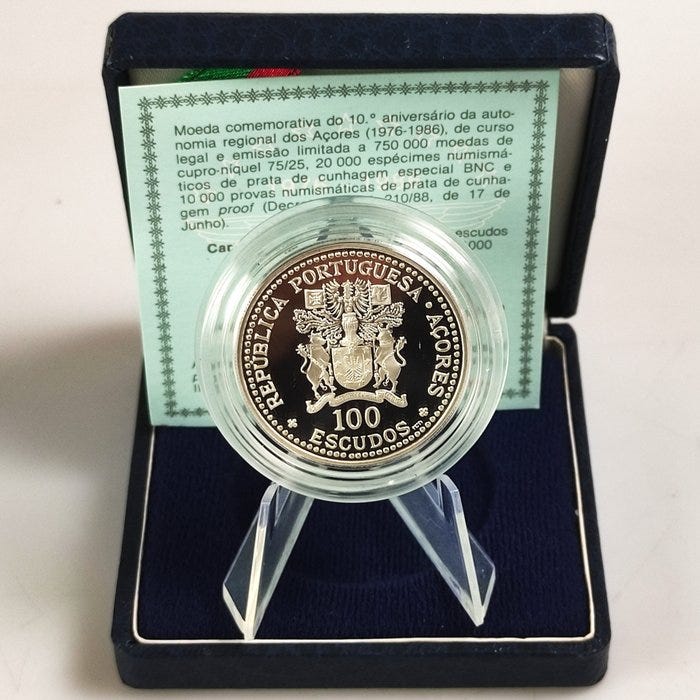 Moeda comemorativa do 10.° aniversário da auto-
nomia regional dos Açores (1976-1986), de curso
legal e emissão limitada a 750 000 moedas de
cupro-níquel 75/25, 20 000 espécimes numismá-
ticos de prata de cunhagem especial BNC e
10 000 provas numismáticas de prata de cunha-
gem proof (Decre 210/88, de 17 de
Junho).
escudos
000
REPÚBLICA PORTUGUESA • AÇORES
100
ESCUDOS